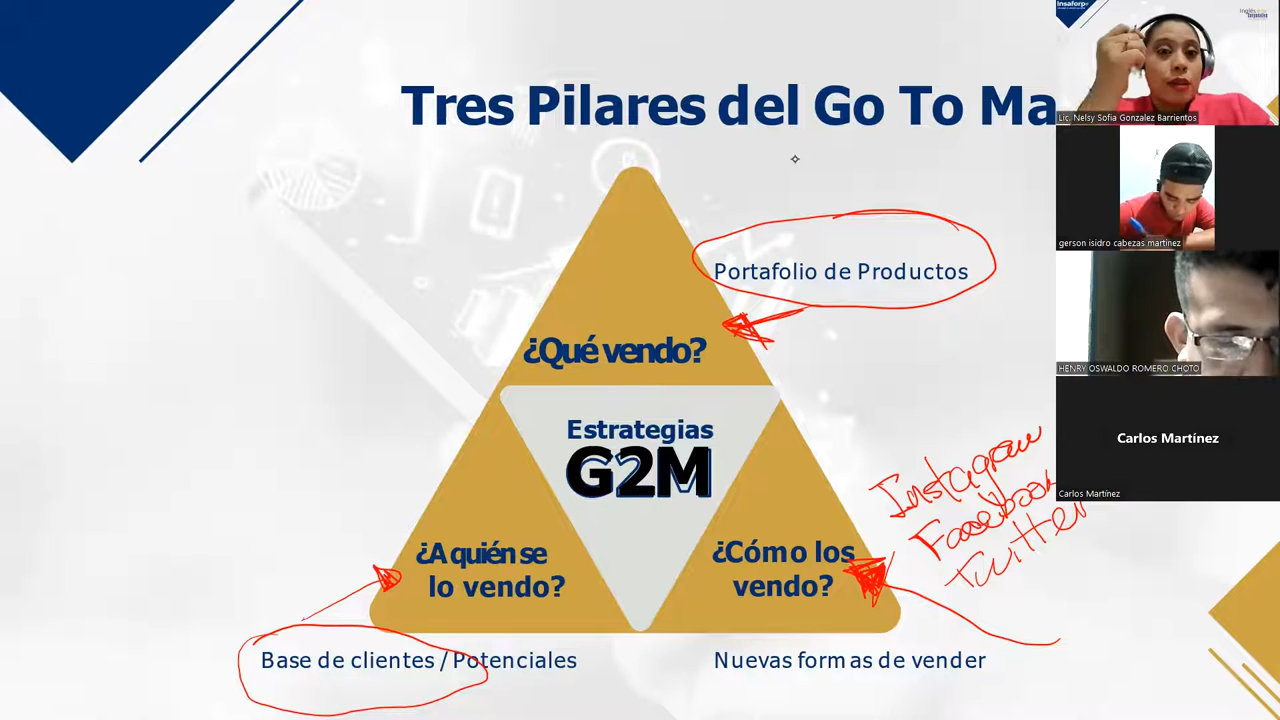 Tres Pilares del Go To Ma
Insaforp
Lic. Nelsy Sofia Gonzalez Barrientos
gerson isidro cabezas martinez
Portafolio de Productos
¿Qué vendo?
HENRY OSWALDO ROMERO CHOTO
Estrategias
G2M
Carlos Martínez
Carlos Martínez
Instagram
Facebook
Twitter
¿A quién se
lo vendo?
¿Cómo los
vendo?
Base de clientes / Potenciales
Nuevas formas de vender